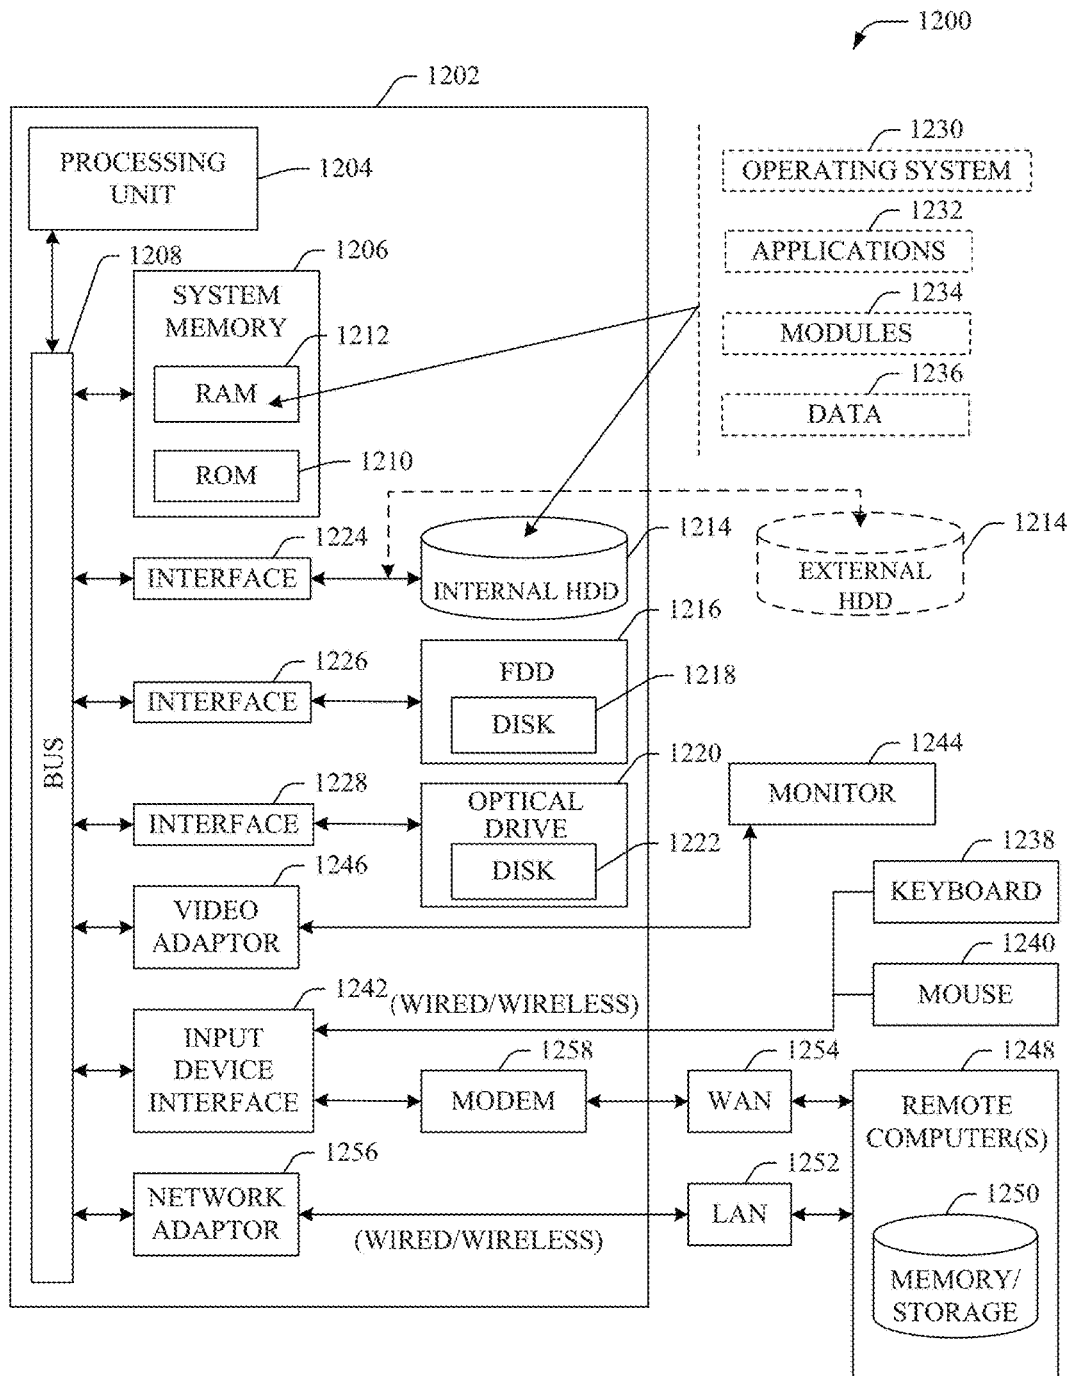 1200
1202
PROCESSING
UNIT
1204
1230
OPERATING SYSTEM
1232
APPLICATIONS
1234
MODULES
1236
DATA
1208
1206
SYSTEM
MEMORY
1212
RAM
1210
ROM
BUS
1224
INTERFACE
1214
INTERNAL HDD
1214
EXTERNAL
HDD
1226
INTERFACE
1216
FDD
1218
DISK
1228
INTERFACE
1220
OPTICAL
DRIVE
1222
DISK
1244
MONITOR
1246
VIDEO
ADAPTOR
1238
KEYBOARD
1240
MOUSE
1242
(WIRED/WIRELESS)
INPUT
DEVICE
INTERFACE
1258
MODEM
1254
WAN
1248
REMOTE
COMPUTER(S)
1256
NETWORK
ADAPTOR
(WIRED/WIRELESS)
1252
LAN
1250
MEMORY/
STORAGE